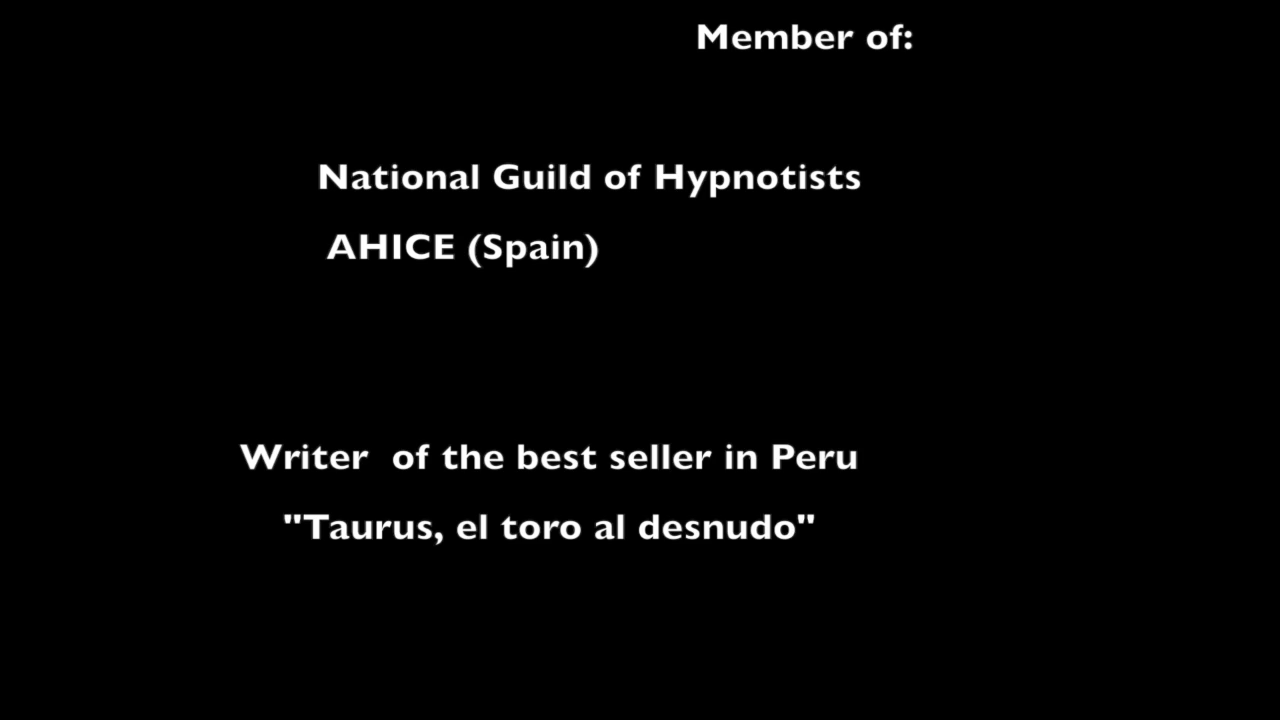 Member of:
National Guild of Hypnotists
AHICE (Spain)
Writer  of the best seller in Peru
"Taurus, el toro al desnudo"